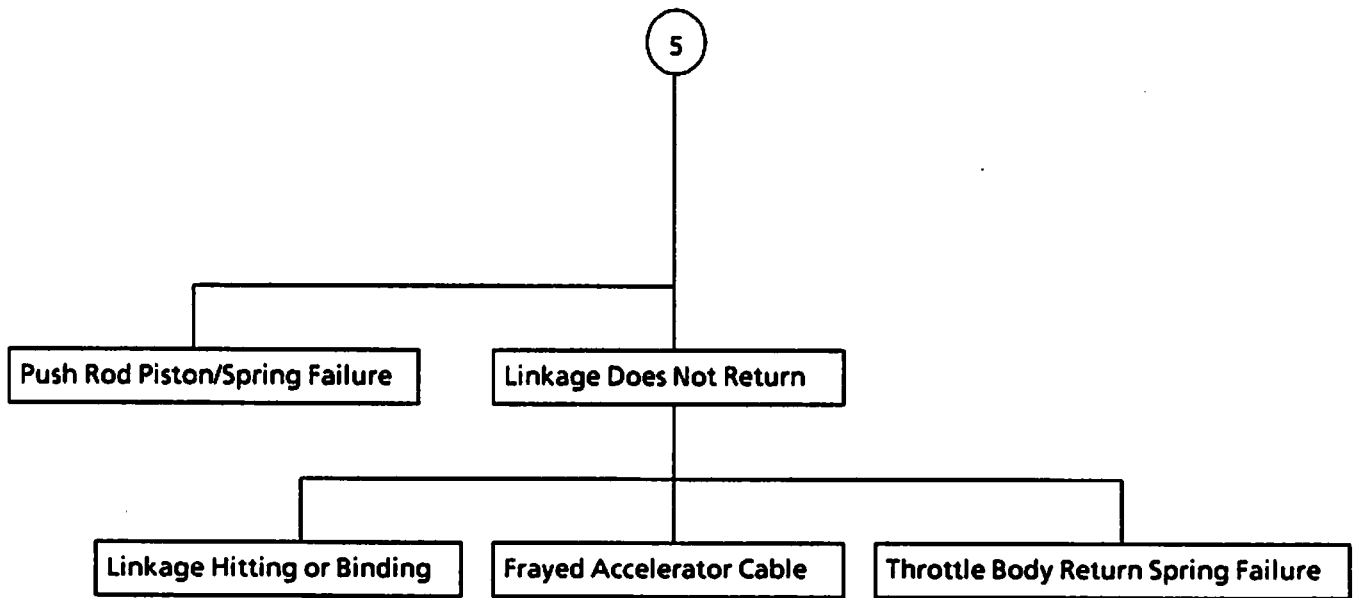 5
Push Rod Piston/Spring Failure
Linkage Does Not Return
Linkage Hitting or Binding
Frayed Accelerator Cable
Throttle Body Return Spring Failure